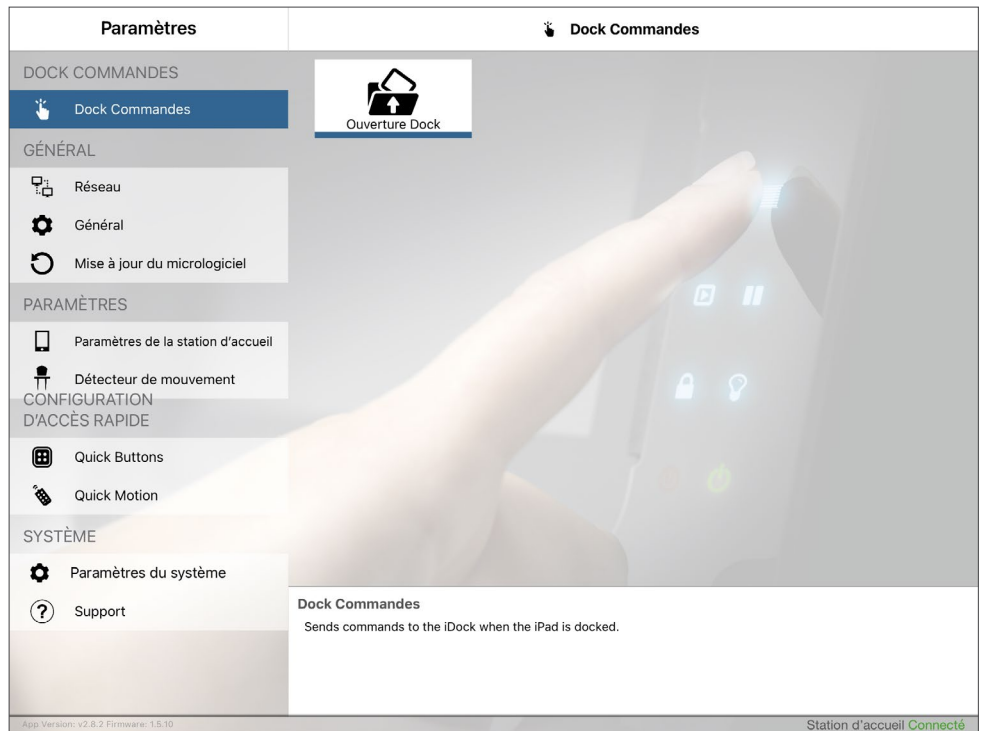 Paramètres
Dock Commandes
DOCK COMMANDES
Dock Commandes
GÉNÉRAL
Réseau
Général
Mise à jour du micrologiciel
PARAMÈTRES
Paramètres de la station d'accueil
Détecteur de mouvement
CONFIGURATION
D'ACCÈS RAPIDE
Quick Buttons
Quick Motion
SYSTÈME
Paramètres du système
Support
Ouverture Dock
Dock Commandes
Sends commands to the iDock when the iPad is docked.
App Version: v2.8.2 Firmware: 1.5.10
Station d'accueil Connecté